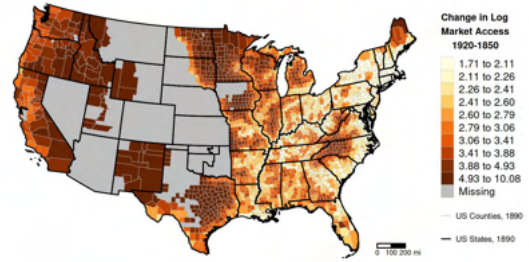 Change in Log
Market Access
1920-1850
1.71 to 2.11
2.11 to 2.26
2.26 to 2.41
2.41 to 2.60
2.60 to 2.79
2.79 to 3.06
3.06 to 3.41
3.41 to 3.88
3.88 to 4.93
4.93 to 10.08
Missing
US Counties, 1890
US States, 1890
0 100 200 mi